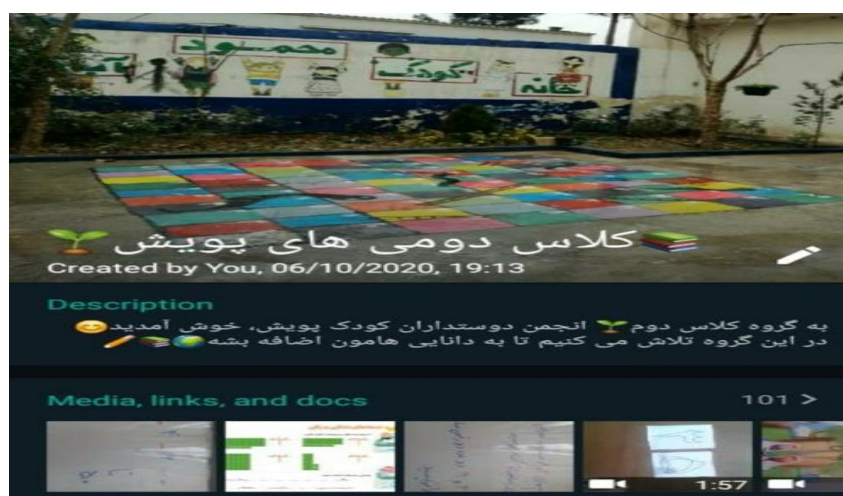 محمود
کودک
خانه
📚کلاس دومی های پویش🌱
Created by You, 06/10/2020, 19:13
Description
به گروه کلاس دوم🌱 انجمن دوستداران کودک پویش، خوش آمدید😊
در این گروه تلاش می کنیم تا به دانایی هامون اضافه بشه🌍📚✏️
Media, links, and docs
101 >
1:57